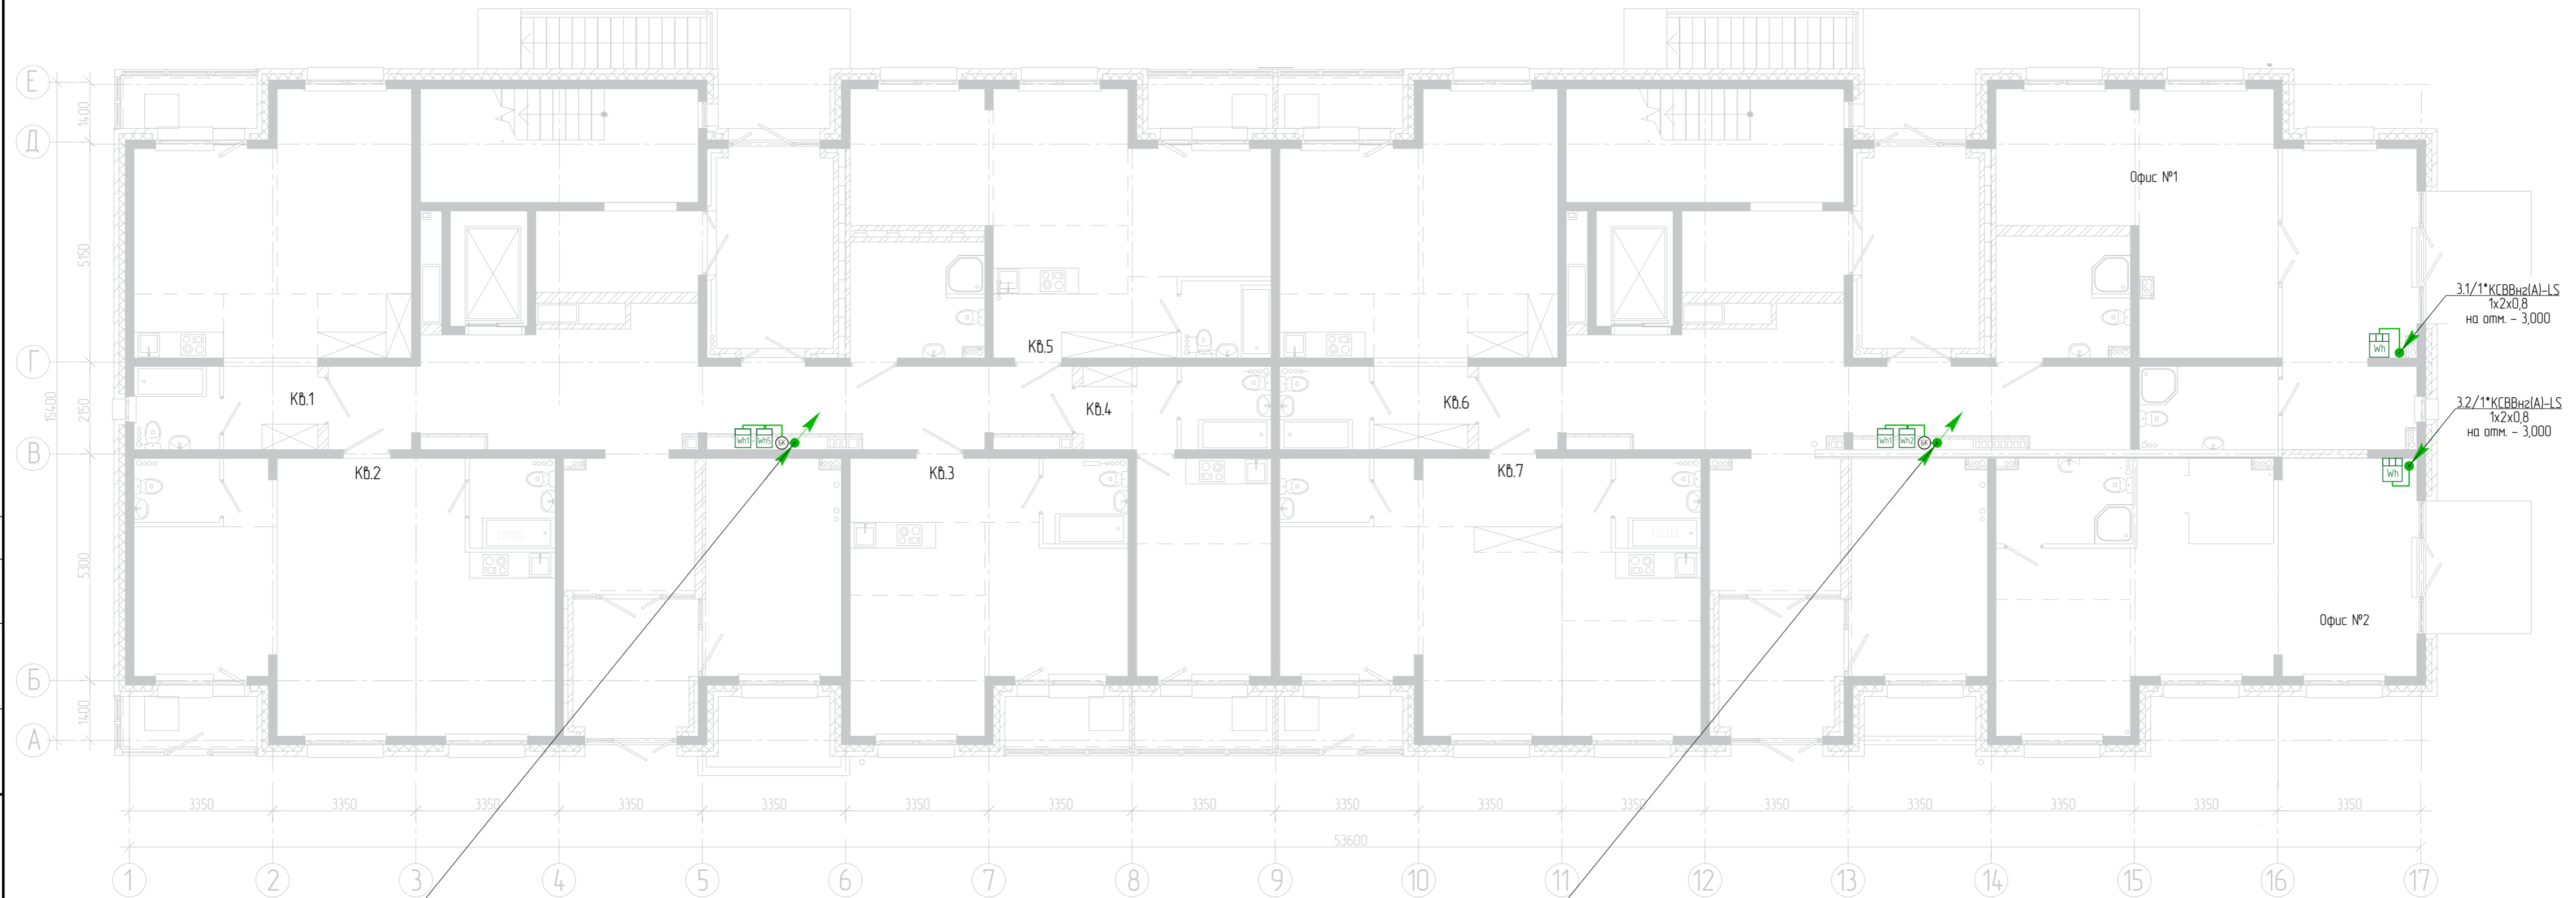 Е
Д
Г
В
Б
А
1400
5150
2150
5300
1400
15400
Офис №1
3.1/1*КСВВнг(А)-LS
1x2x0,8
на отм. - 3,000
Wh
Кв.5
Кв.1
Кв.4
Кв.6
3.2/1*КСВВнг(А)-LS
1x2x0,8
на отм. - 3,000
Wh1
Wh5
БК
Wh1
Wh2
БК
Wh
Кв.2
Кв.3
Кв.7
Офис №2
3350 3350 3350 3350 3350 3350 3350 3350 3350 3350 3350 3350 3350 3350 3350 3350
53600
1 2 3 4 5 6 7 8 9 10 11 12 13 14 15 16 17